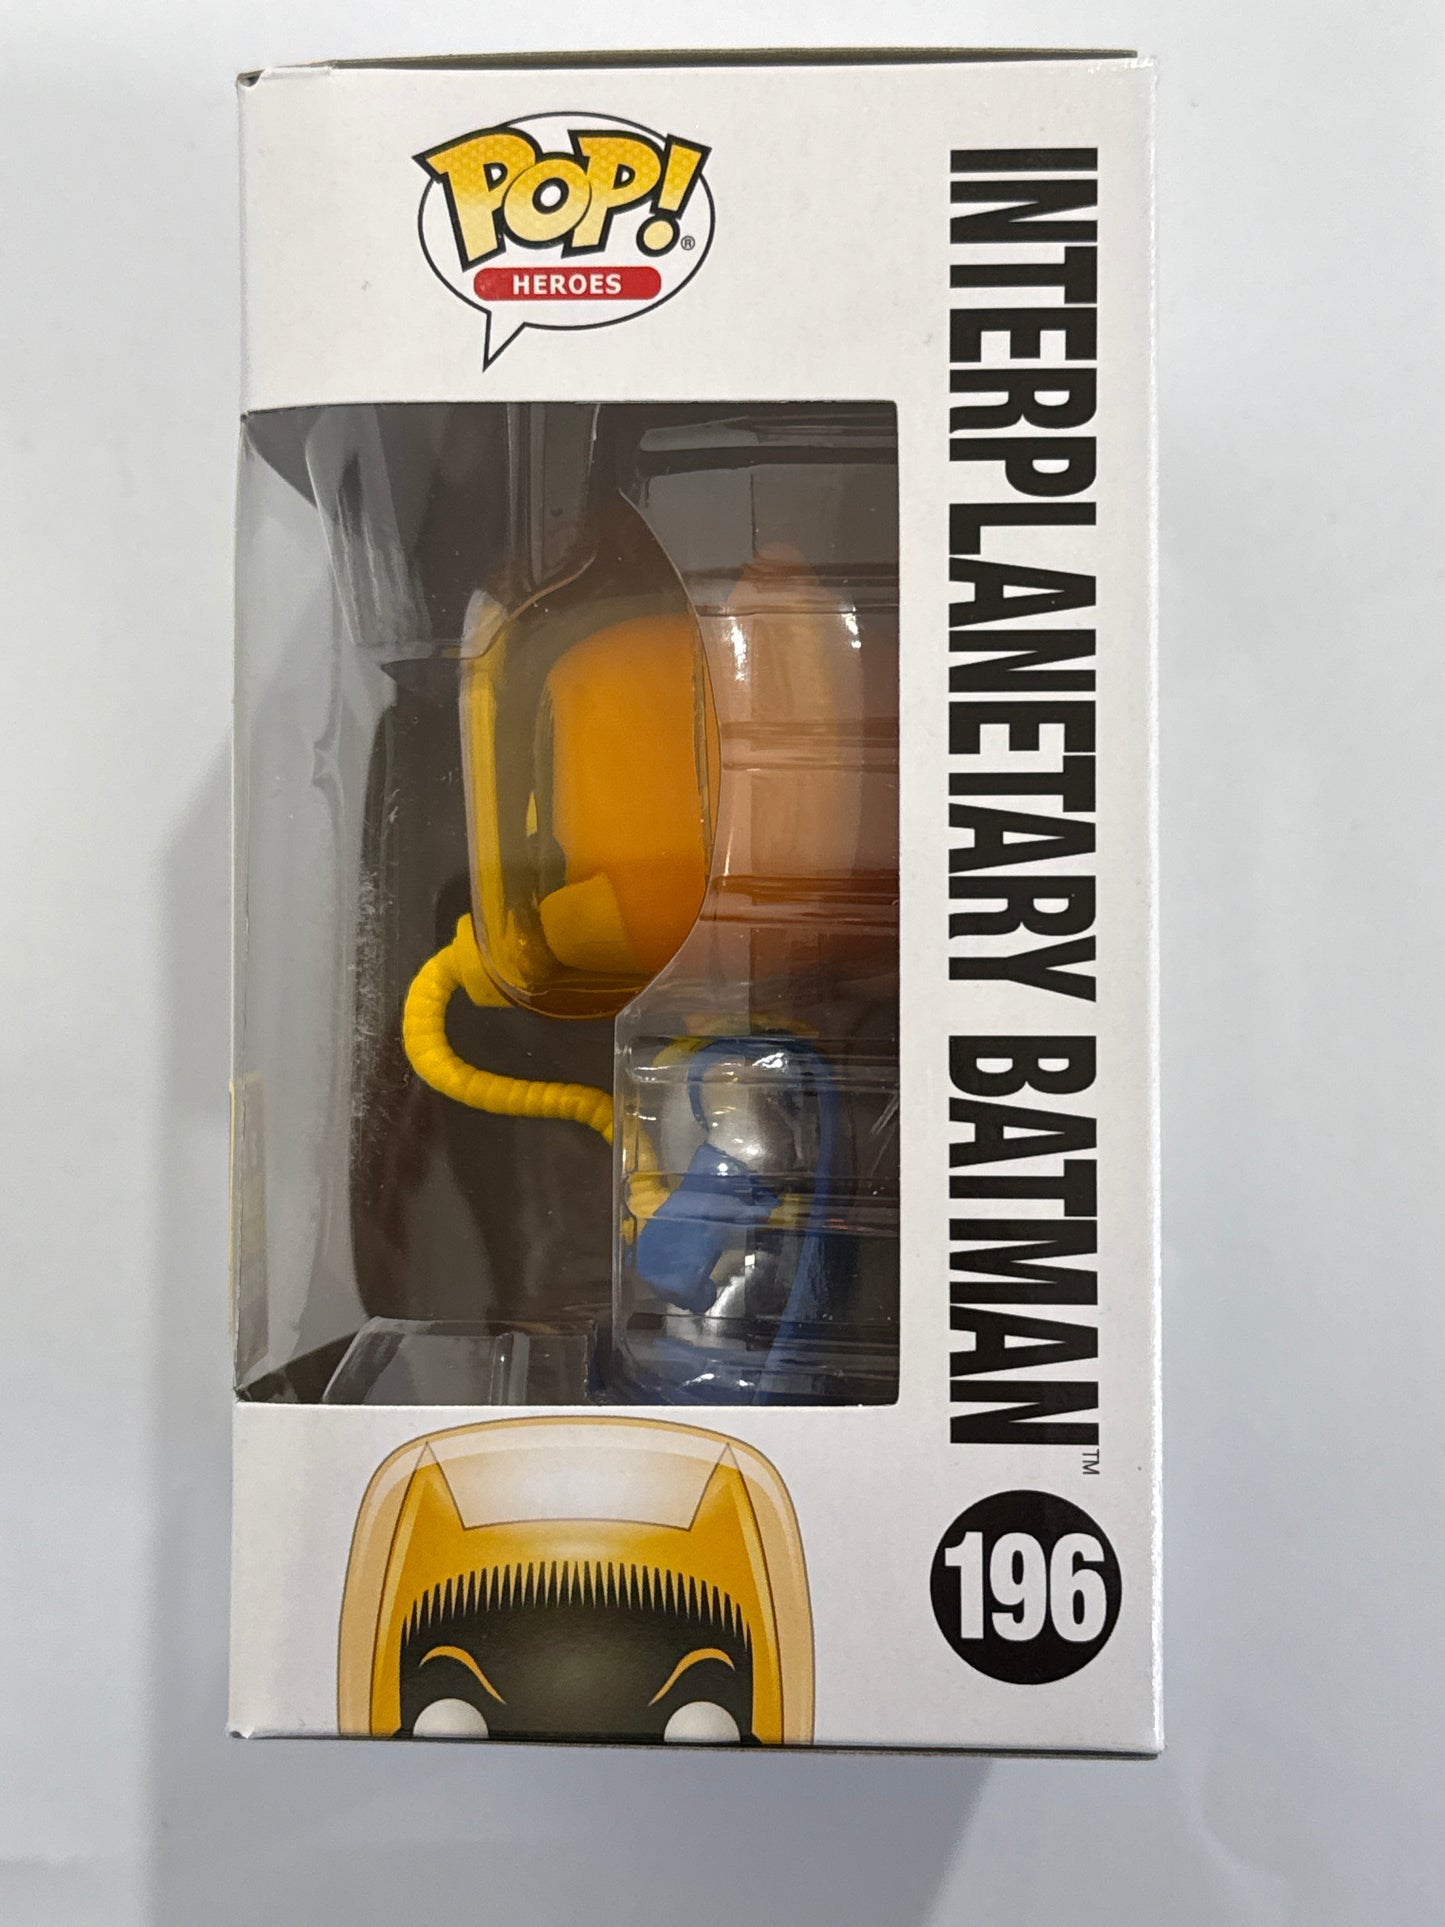 POP!®
HEROES
INTERPLANETARY BATMAN™
196